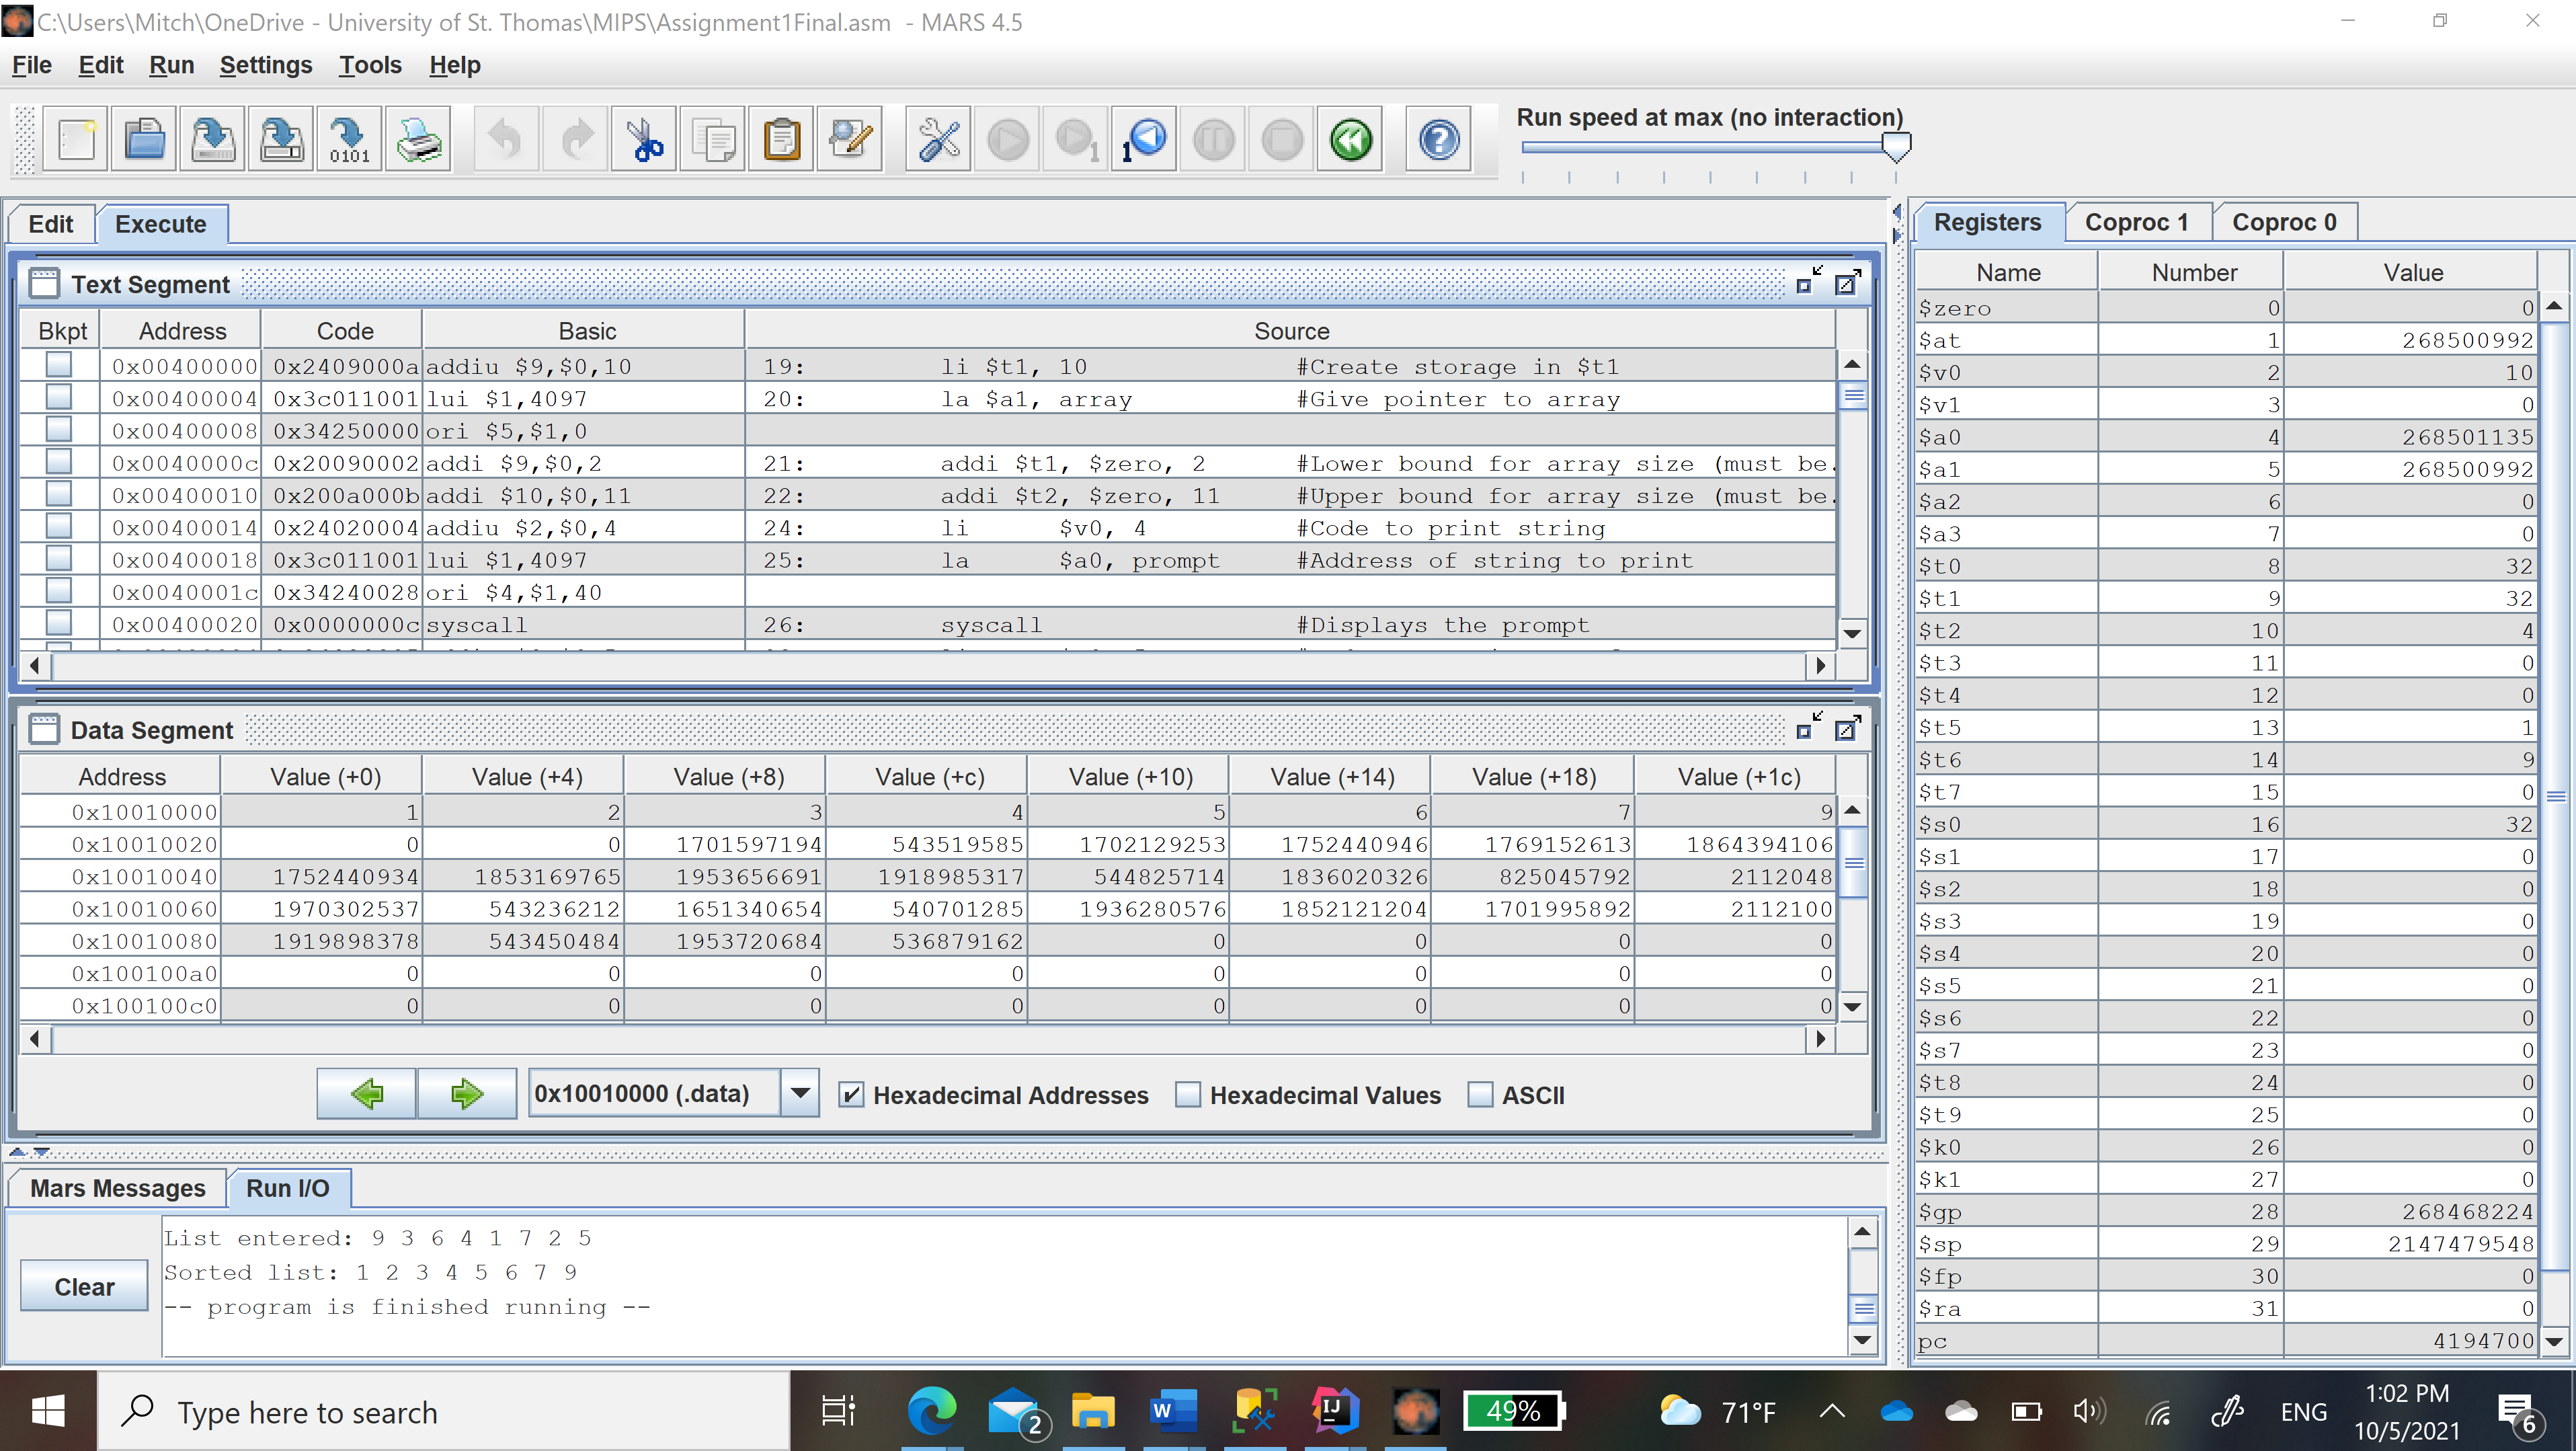 C:\Users\Mitch\OneDrive - University of St. Thomas\MIPS\Assignment1Final.asm - MARS 4.5
File Edit Run Settings Tools Help
0101 1 1
Run speed at max (no interaction)
Edit Execute
Registers Coproc 1 Coproc 0
Text Segment
Bkpt Address Code Basic Source
0x00400000 0x2409000a addiu $9,$0,10 19: li $t1, 10 #Create storage in $t1
0x00400004 0x3c011001 lui $1,4097 20: la $a1, array #Give pointer to array
0x00400008 0x34250000 ori $5,$1,0
0x0040000c 0x20090002 addi $9,$0,2 21: addi $t1, $zero, 2 #Lower bound for array size (must be.
0x00400010 0x200a000b addi $10,$0,11 22: addi $t2, $zero, 11 #Upper bound for array size (must be.
0x00400014 0x24020004 addiu $2,$0,4 24: li $v0, 4 #Code to print string
0x00400018 0x3c011001 lui $1,4097 25: la $a0, prompt #Address of string to print
0x0040001c 0x34240028 ori $4,$1,40
0x00400020 0x0000000c syscall 26: syscall #Displays the prompt
Data Segment
Address Value (+0) Value (+4) Value (+8) Value (+c) Value (+10) Value (+14) Value (+18) Value (+1c)
0x10010000 1 2 3 4 5 6 7 9
0x10010020 0 0 1701597194 543519585 1702129253 1752440946 1769152613 1864394106
0x10010040 1752440934 1853169765 1953656691 1918985317 544825714 1836020326 825045792 2112048
0x10010060 1970302537 543236212 1651340654 540701285 1936280576 1852121204 1701995892 2112100
0x10010080 1919898378 543450484 1953720684 536879162 0 0 0 0
0x100100a0 0 0 0 0 0 0 0 0
0x100100c0 0 0 0 0 0 0 0 0
0x10010000 (.data) Hexadecimal Addresses Hexadecimal Values ASCII
Mars Messages Run I/O
Clear
List entered: 9 3 6 4 1 7 2 5
Sorted list: 1 2 3 4 5 6 7 9
-- program is finished running --
Name Number Value
$zero 0 0
$at 1 268500992
$v0 2 10
$v1 3 0
$a0 4 268501135
$a1 5 268500992
$a2 6 0
$a3 7 0
$t0 8 32
$t1 9 32
$t2 10 4
$t3 11 0
$t4 12 0
$t5 13 1
$t6 14 9
$t7 15 0
$s0 16 32
$s1 17 0
$s2 18 0
$s3 19 0
$s4 20 0
$s5 21 0
$s6 22 0
$s7 23 0
$t8 24 0
$t9 25 0
$k0 26 0
$k1 27 0
$gp 28 268468224
$sp 29 2147479548
$fp 30 0
$ra 31 0
pc 4194700
Type here to search
2 W IJ 49% 71°F ENG 1:02 PM
10/5/2021 6